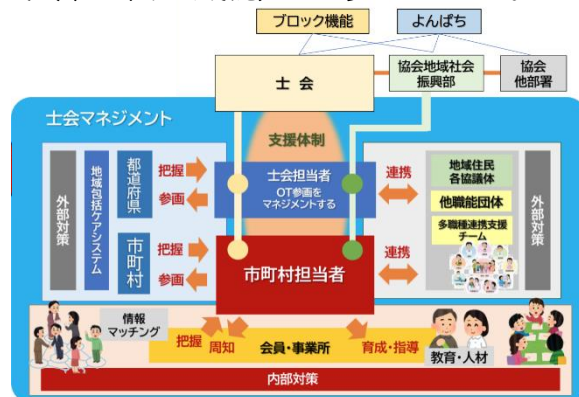 ブロック機能
よんぱち
士 会
協会地域社会
振興部
協会
他部署
士会マネジメント
支援体制
外部対策
地域包括ケアシステム
都道府県
把握
参画
士会担当者
OT参画を
マネジメントする
連携
地域住民
各協議体
他職能団体
多職種連携支援
チーム
外部対策
市町村
把握
参画
市町村担当者
連携
情報
マッチング
把握
周知
会員・事業所
育成・指導
教育・人材
内部対策